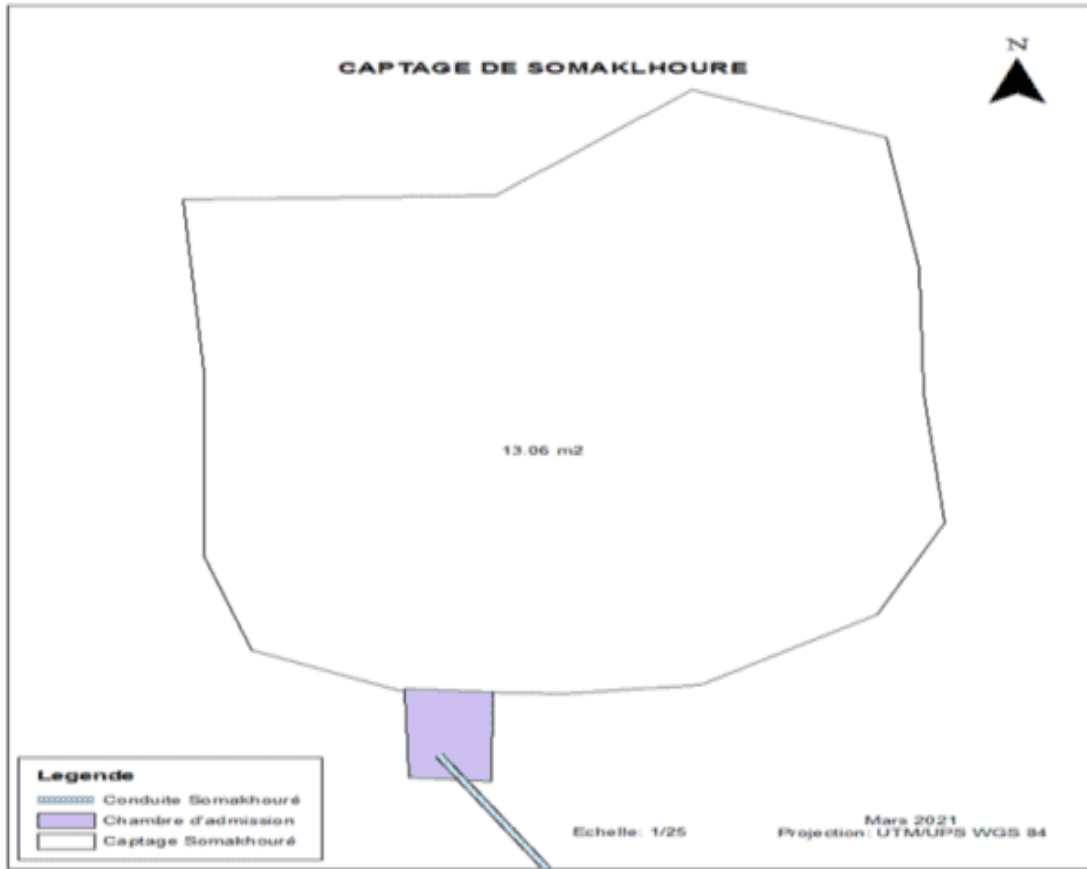 N
CAPTAGE DE SOMAKLHOURE
13.06 m2
Legende
Conduite Somakhouré
Chambre d'admission
Captage Somakhouré
Echelle: 1/25
Mars 2021
Projection: UTM/UPS WGS 84